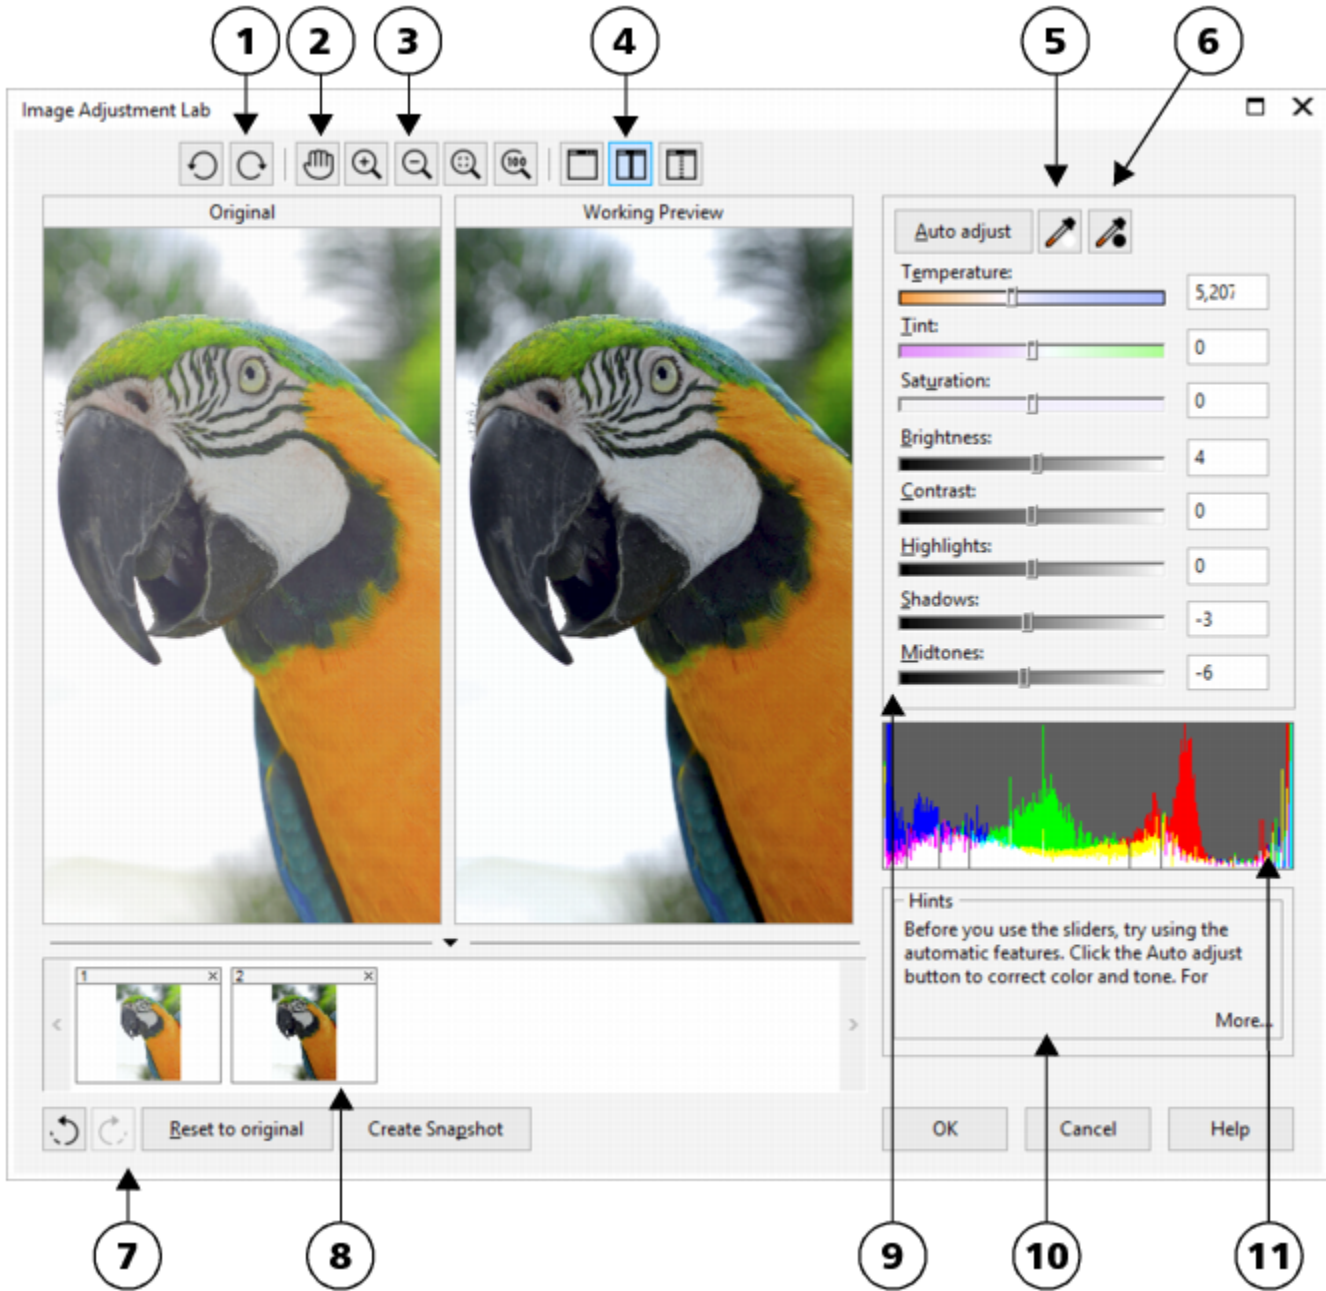 1 2 3 4 5 6
Image Adjustment Lab
100
Original
Working Preview
Auto adjust
Temperature:
5,207
Tint:
0
Saturation:
0
Brightness:
4
Contrast:
0
Highlights:
0
Shadows:
-3
Midtones:
-6
Hints
Before you use the sliders, try using the
automatic features. Click the Auto adjust
button to correct color and tone. For
More...
1
2
Reset to original
Create Snapshot
OK
Cancel
Help
7 8 9 10 11